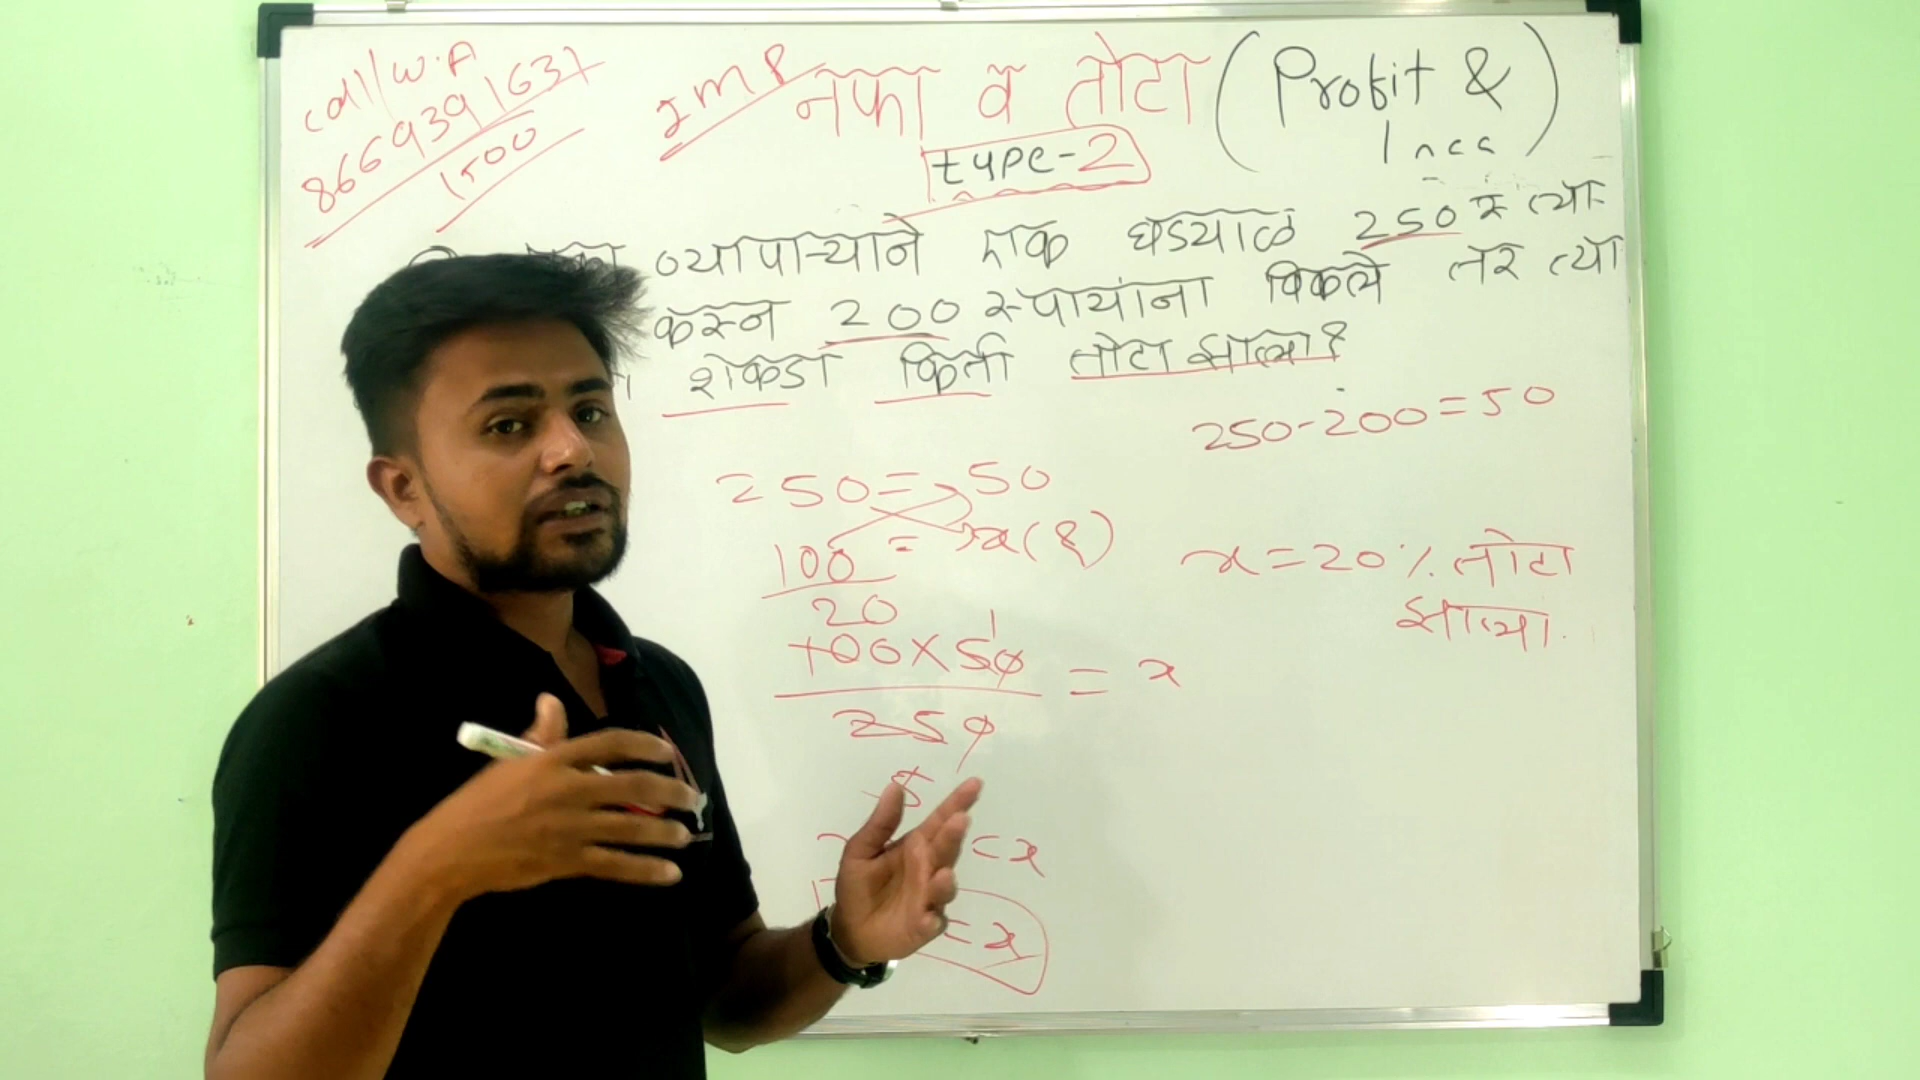 call/W.A
8669391637
1500
IMP
नफा व तोटा (Profit &
type-2
व्यापाऱ्याने एक घड्याळ 250 रु त्या
करून 200 रुपायांना विकले तर त्या
शेकडा किती तोटा झाला?
250-200=50
250= 50
100 = x(?)
x=20% तोटा
झाला.
20 1
100 x 50 = x
250
5
=x
=x